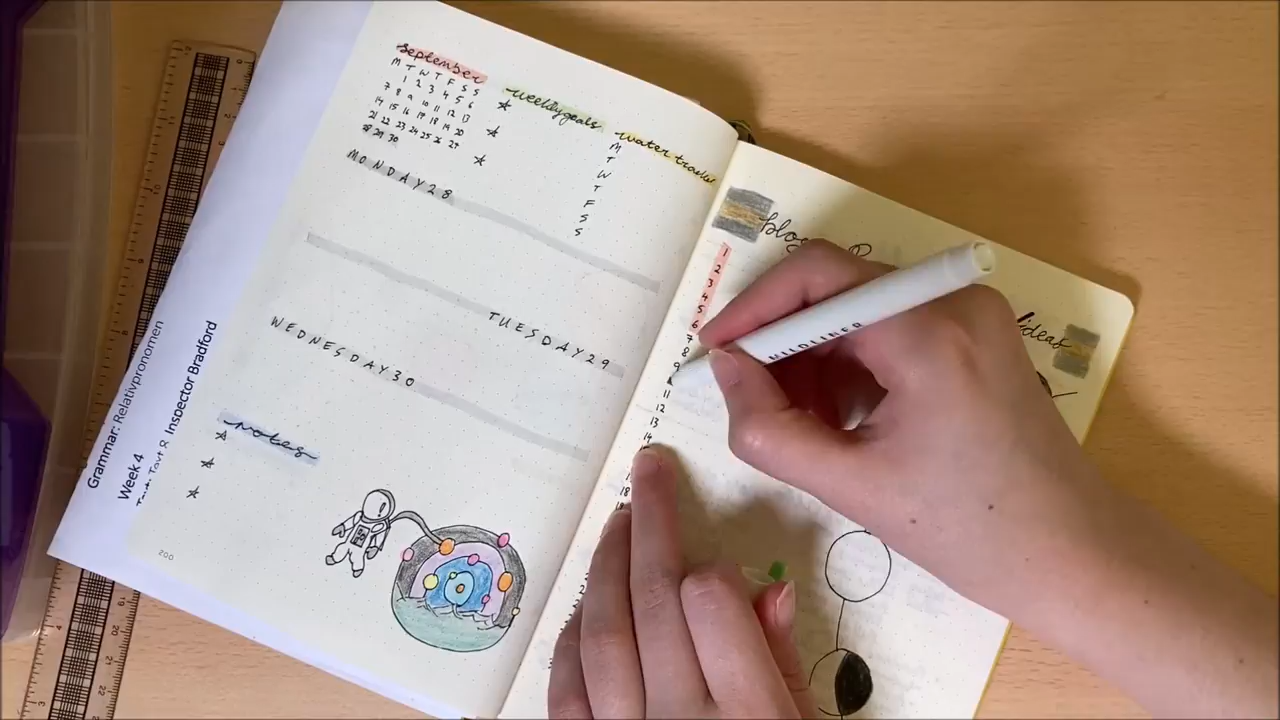 september
M T W T F S S
1 2 3 4 5 6
7 8 9 10 11 12 13
14 15 16 17 18 19 20
21 22 23 24 25 26 27
28 29 30
weekly goals
water tracker
M
T
W
T
F
S
S
MONDAY 28
TUESDAY 29
WEDNESDAY 30
notes
200
Grammar: Relativpronomen
Week 4
Inspector Bradford
blog
ideas
1
2
3
4
5
6
7
8
9
11
12
13
14
18
MILDLINER